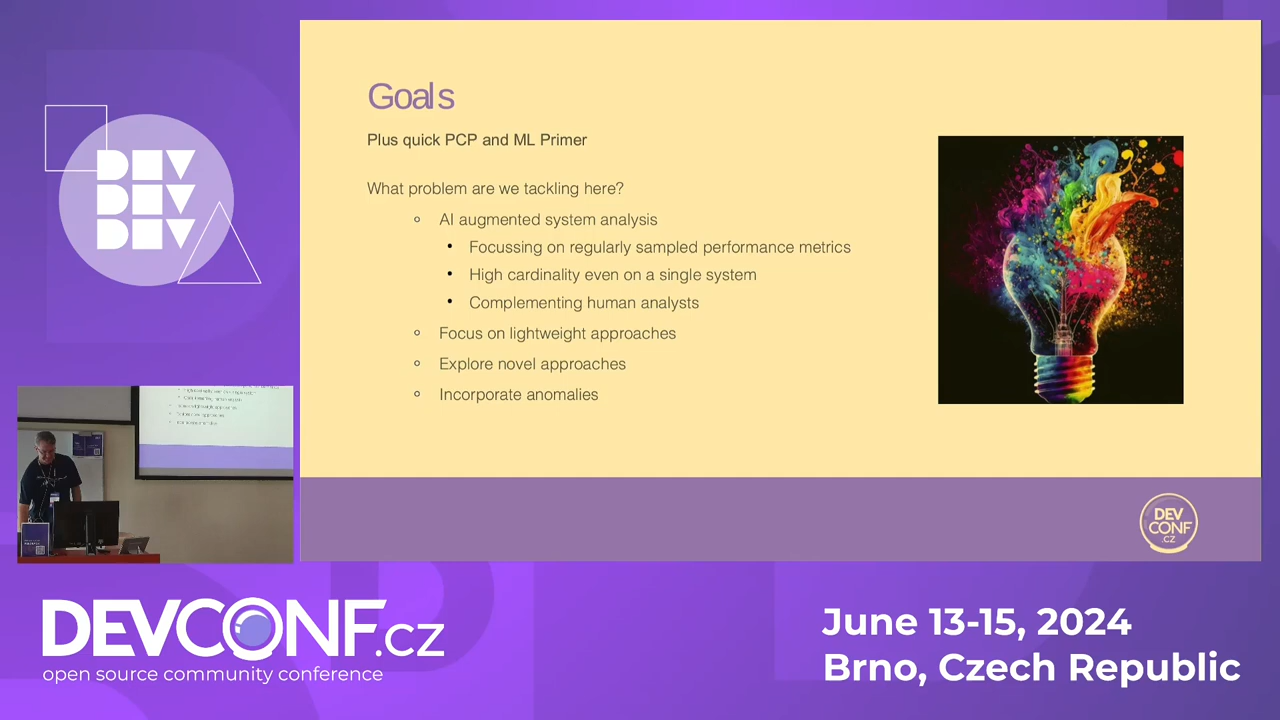 Goals
Plus quick PCP and ML Primer
What problem are we tackling here?
AI augmented system analysis
Focussing on regularly sampled performance metrics
High cardinality even on a single system
Complementing human analysts
Focus on lightweight approaches
Explore novel approaches
Incorporate anomalies
DEV
CONF
.CZ
DEV
DEV
DEV
DEVCONF.cz
open source community conference
June 13-15, 2024
Brno, Czech Republic